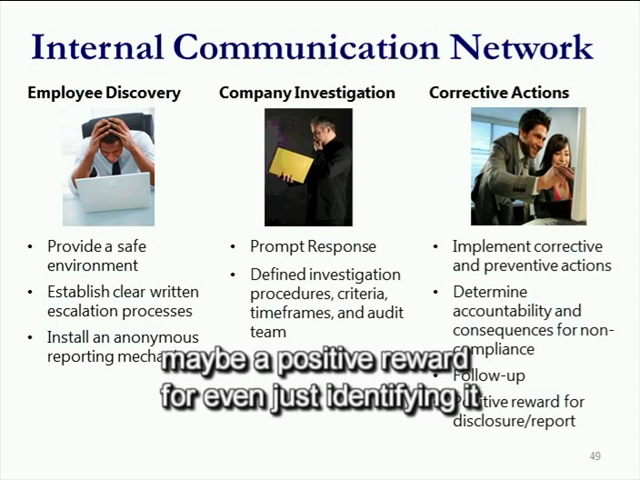 Internal Communication Network
Employee Discovery
• Provide a safe
environment
• Establish clear written
escalation processes
• Install an anonymous
reporting mecha
Company Investigation
• Prompt Response
• Defined investigation
procedures, criteria,
timeframes, and audit
team
Corrective Actions
• Implement corrective
and preventive actions
• Determine
accountability and
consequences for non-
compliance
• Follow-up
• Positive reward for
disclosure/report
maybe a positive reward
for even just identifying it
49